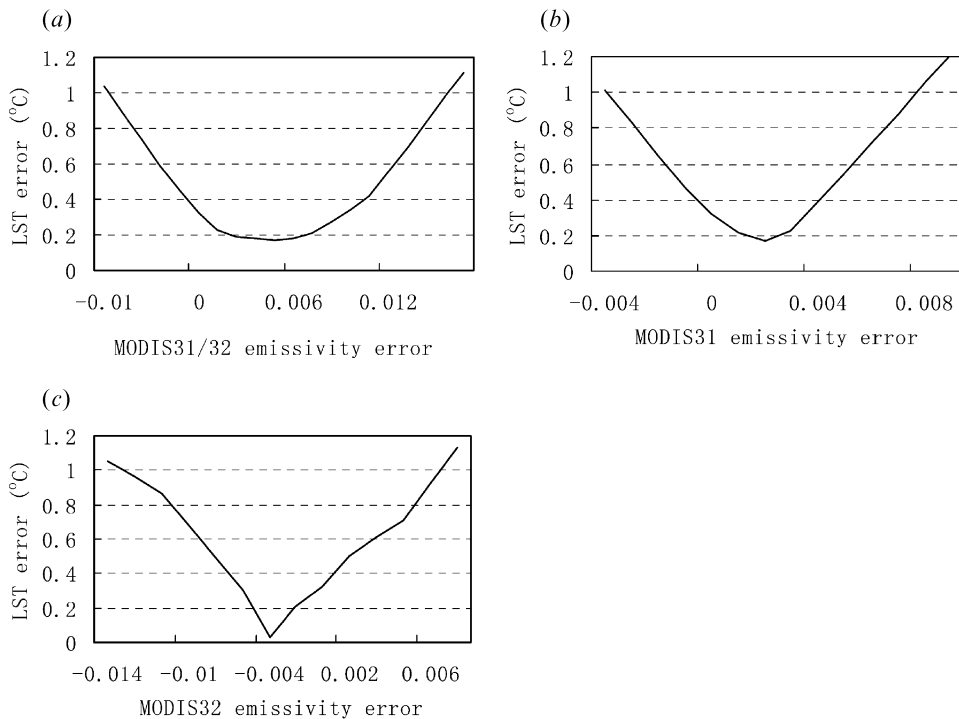 (a)
1.2
1
0.8
0.6
0.4
0.2
0
LST error (°C)
-0.01 0 0.006 0.012
MODIS31/32 emissivity error
(b)
1.2
1
0.8
0.6
0.4
0.2
0
LST error (°C)
-0.004 0 0.004 0.008
MODIS31 emissivity error
(c)
1.2
1
0.8
0.6
0.4
0.2
0
LST error (°C)
-0.014 -0.01 -0.004 0.002 0.006
MODIS32 emissivity error